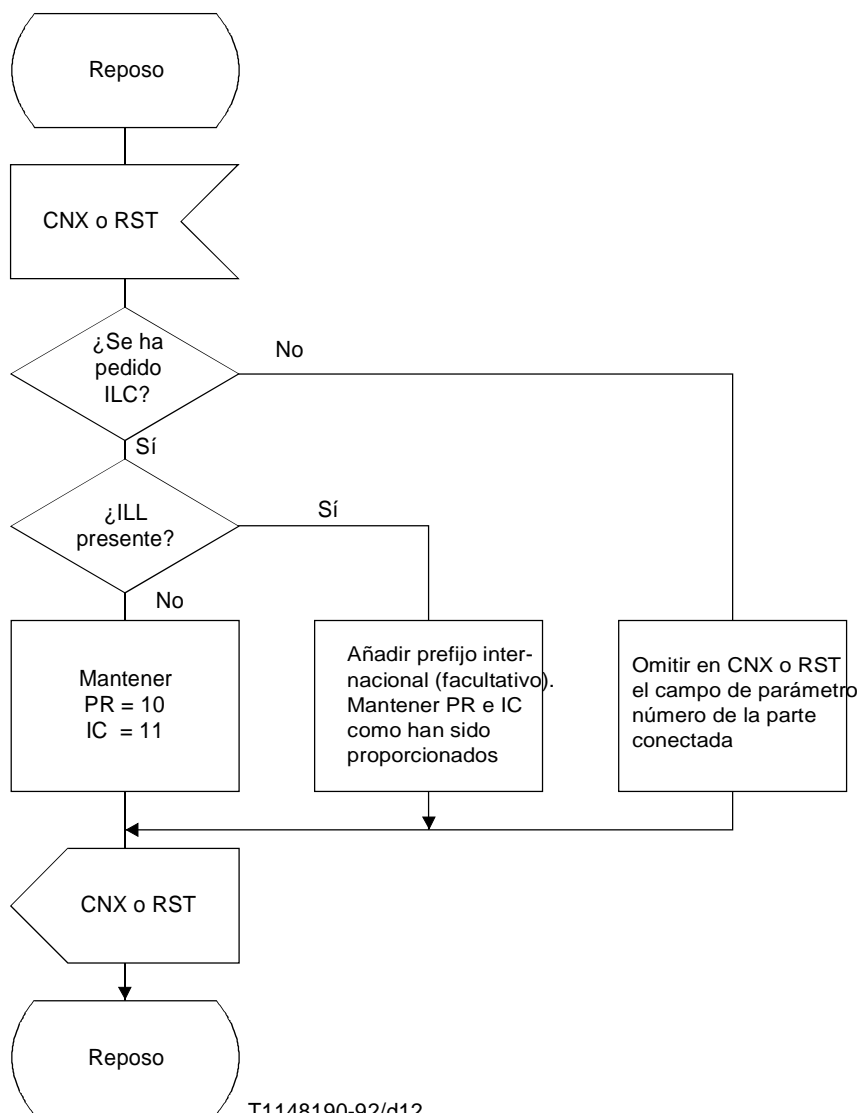 Reposo
CNX o RST
¿Se ha
pedido
ILC?
No
Sí
¿ILL
presente?
Sí
No
Mantener
PR = 10
IC = 11
Añadir prefijo inter-
nacional (facultativo).
Mantener PR e IC
como han sido
proporcionados
Omitir en CNX o RST
el campo de parámetro
número de la parte
conectada
CNX o RST
Reposo
T1148190-92/d12